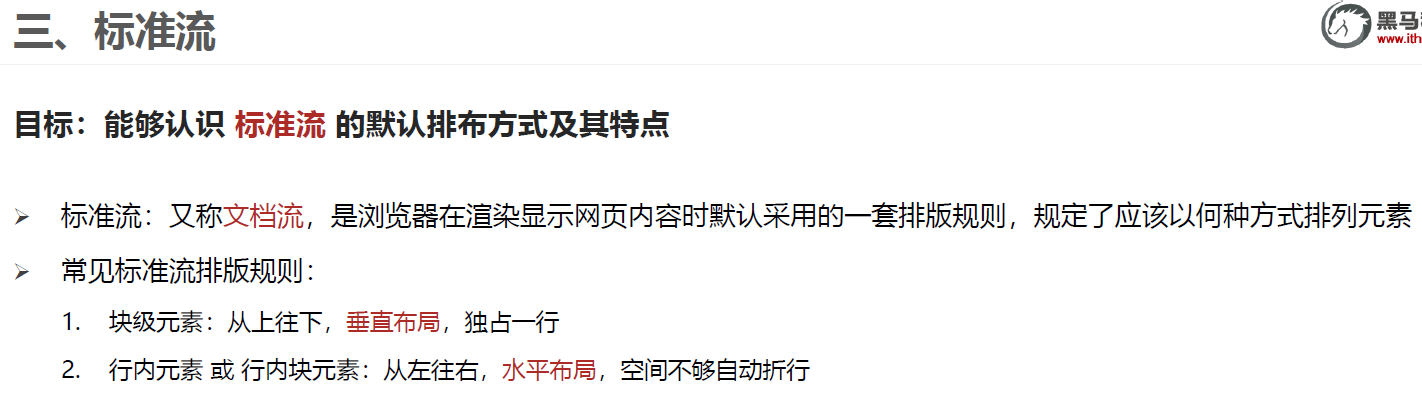 三、标准流
黑马
www.ith
目标：能够认识 标准流 的默认排布方式及其特点
标准流：又称文档流，是浏览器在渲染显示网页内容时默认采用的一套排版规则，规定了应该以何种方式排列元素
常见标准流排版规则：
1. 块级元素：从上往下，垂直布局，独占一行
2. 行内元素 或 行内块元素：从左往右，水平布局，空间不够自动折行